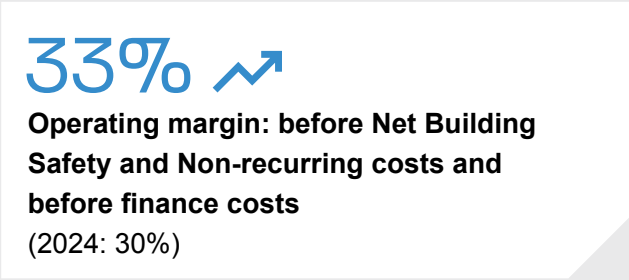 33%
Operating margin: before Net Building
Safety and Non-recurring costs and
before finance costs
(2024: 30%)